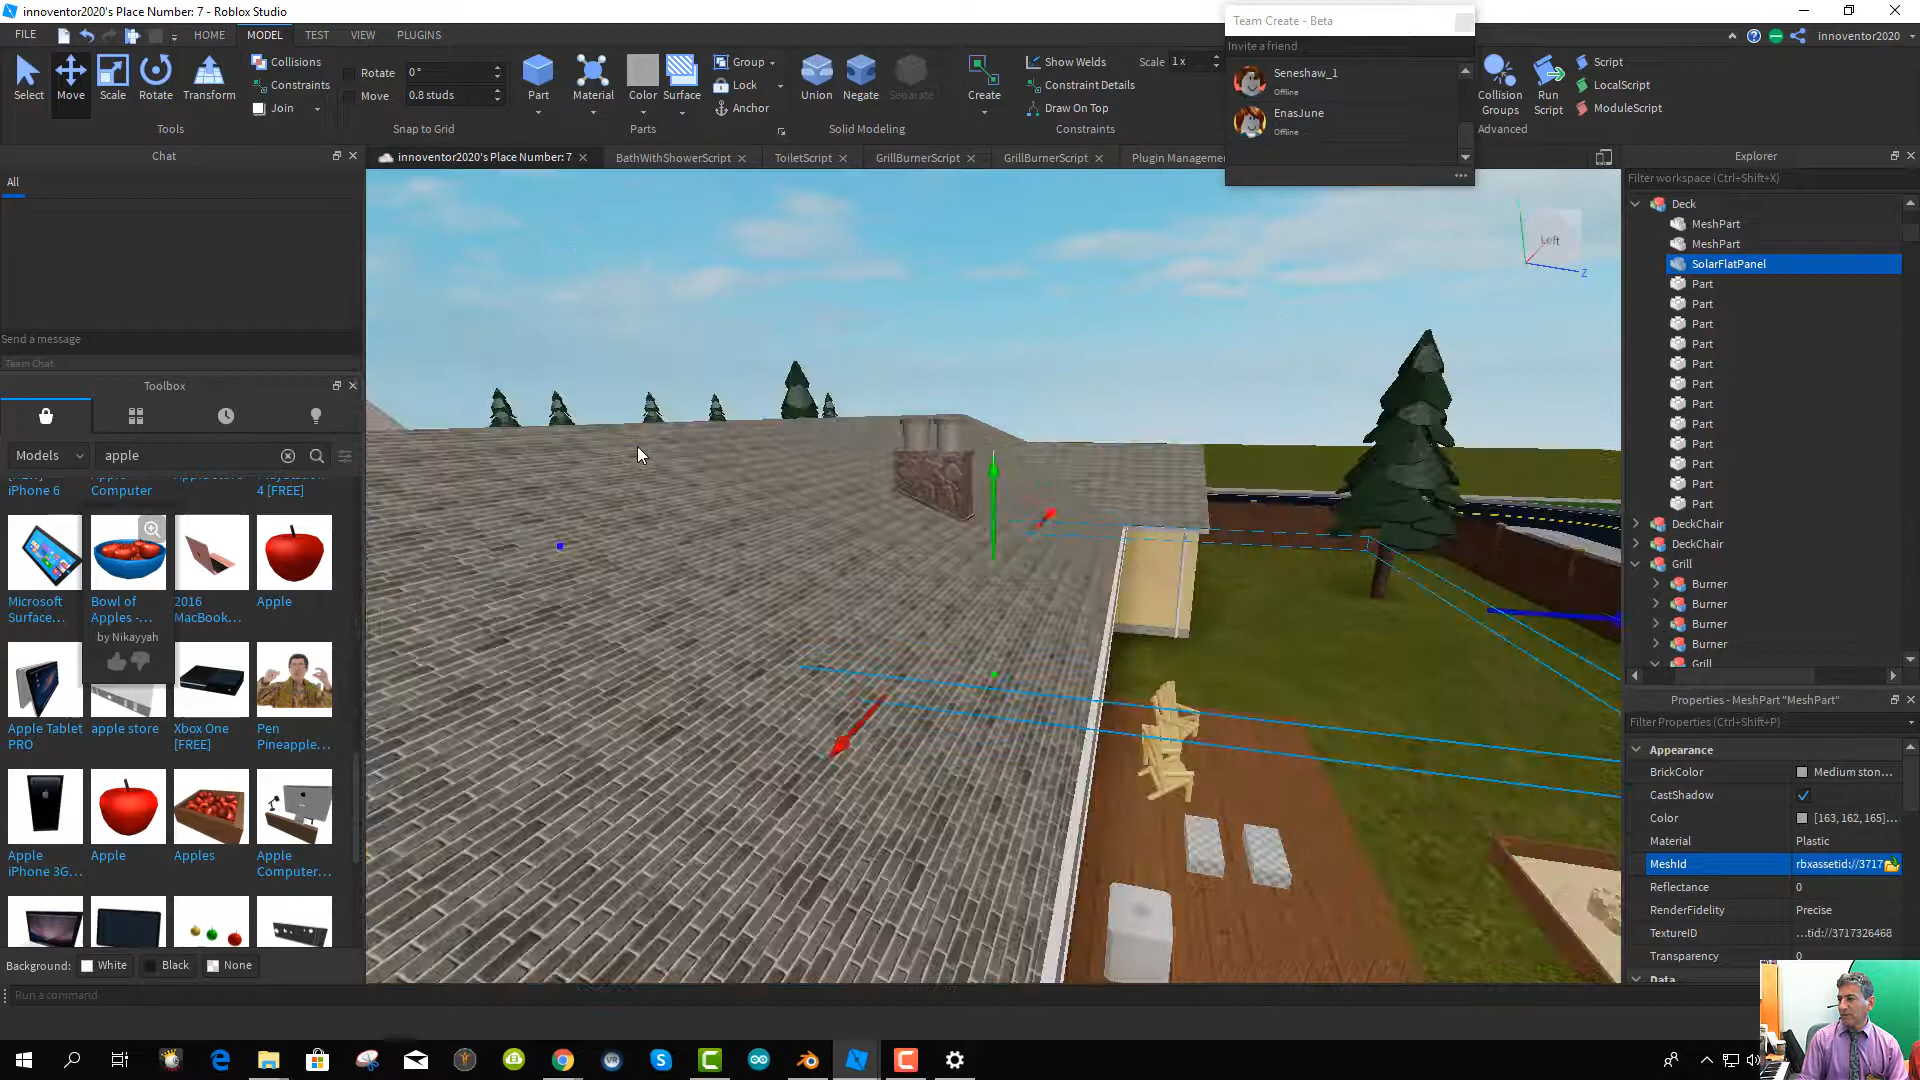 innoventor2020's Place Number: 7 - Roblox Studio
Team Create - Beta
FILE
HOME
MODEL
TEST
VIEW
PLUGINS
innoventor2020
Invite a friend
Seneshaw_1
Offline
EnasJune
Offline
Select
Move
Scale
Rotate
Transform
Collisions
Constraints
Join
Tools
Rotate
0°
Move
0.8 studs
Snap to Grid
Part
Material
Color
Surface
Group
Lock
Anchor
Parts
Union
Negate
Separate
Solid Modeling
Create
Show Welds
Constraint Details
Draw On Top
Scale
1 x
Constraints
Collision Groups
Run Script
Script
LocalScript
ModuleScript
Advanced
Chat
innoventor2020's Place Number: 7
BathWithShowerScript
ToiletScript
GrillBurnerScript
GrillBurnerScript
Plugin Manageme
Explorer
All
Send a message
Team Chat
Filter workspace (Ctrl+Shift+X)
Deck
MeshPart
MeshPart
SolarFlatPanel
Part
Part
Part
Part
Part
Part
Part
Part
Part
Part
Part
Part
DeckChair
DeckChair
Grill
Burner
Burner
Burner
Burner
Grill
Left
Z
Toolbox
Models
apple
iPhone 6
Computer
4 [FREE]
Microsoft Surface...
Bowl of Apples -...
by Nikayyah
2016 MacBook...
Apple
Apple Tablet PRO
apple store
Xbox One [FREE]
Pen Pineapple...
Apple iPhone 3G...
Apple
Apples
Apple Computer...
Background:
White
Black
None
Run a command
Properties - MeshPart "MeshPart"
Filter Properties (Ctrl+Shift+P)
Appearance
BrickColor
Medium ston...
CastShadow
Color
[163, 162, 165]...
Material
Plastic
MeshId
rbxassetid://3717
Reflectance
0
RenderFidelity
Precise
TextureID
...tid://3717326468
Transparency
0
Data